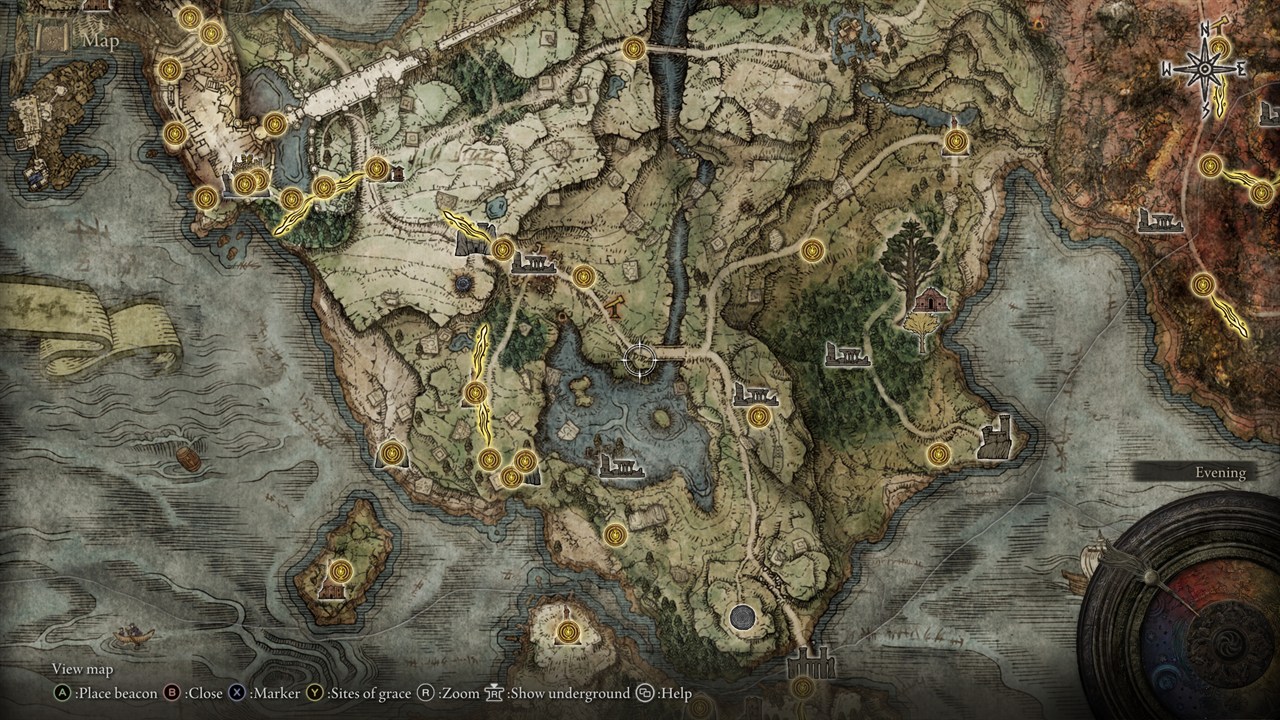 Map
N
W E
S
Evening
View map
A :Place beacon B :Close X :Marker Y :Sites of grace R :Zoom R :Show underground :Help